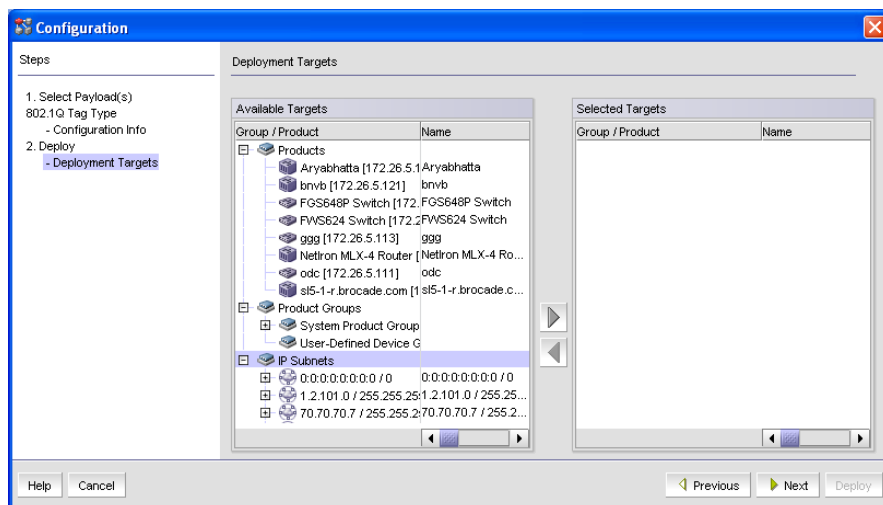 Configuration
Steps
1. Select Payload(s)
802.1Q Tag Type
- Configuration Info
2. Deploy
- Deployment Targets
Deployment Targets
Available Targets
Group / Product Name
Products
Aryabhatta [172.26.5.1 Aryabhatta
bnvb [172.26.5.121] bnvb
FGS648P Switch [172. FGS648P Switch
FWS624 Switch [172.2 FWS624 Switch
ggg [172.26.5.113] ggg
NetIron MLX-4 Router [ NetIron MLX-4 Ro...
odc [172.26.5.111] odc
sl5-1-r.brocade.com [1 sl5-1-r.brocade.c...
Product Groups
System Product Group
User-Defined Device G
IP Subnets
0:0:0:0:0:0:0:0 / 0 0:0:0:0:0:0:0:0 / 0
1.2.101.0 / 255.255.25 1.2.101.0 / 255.25...
70.70.70.7 / 255.255.2 70.70.70.7 / 255.2...
Selected Targets
Group / Product Name
Help Cancel Previous Next Deploy